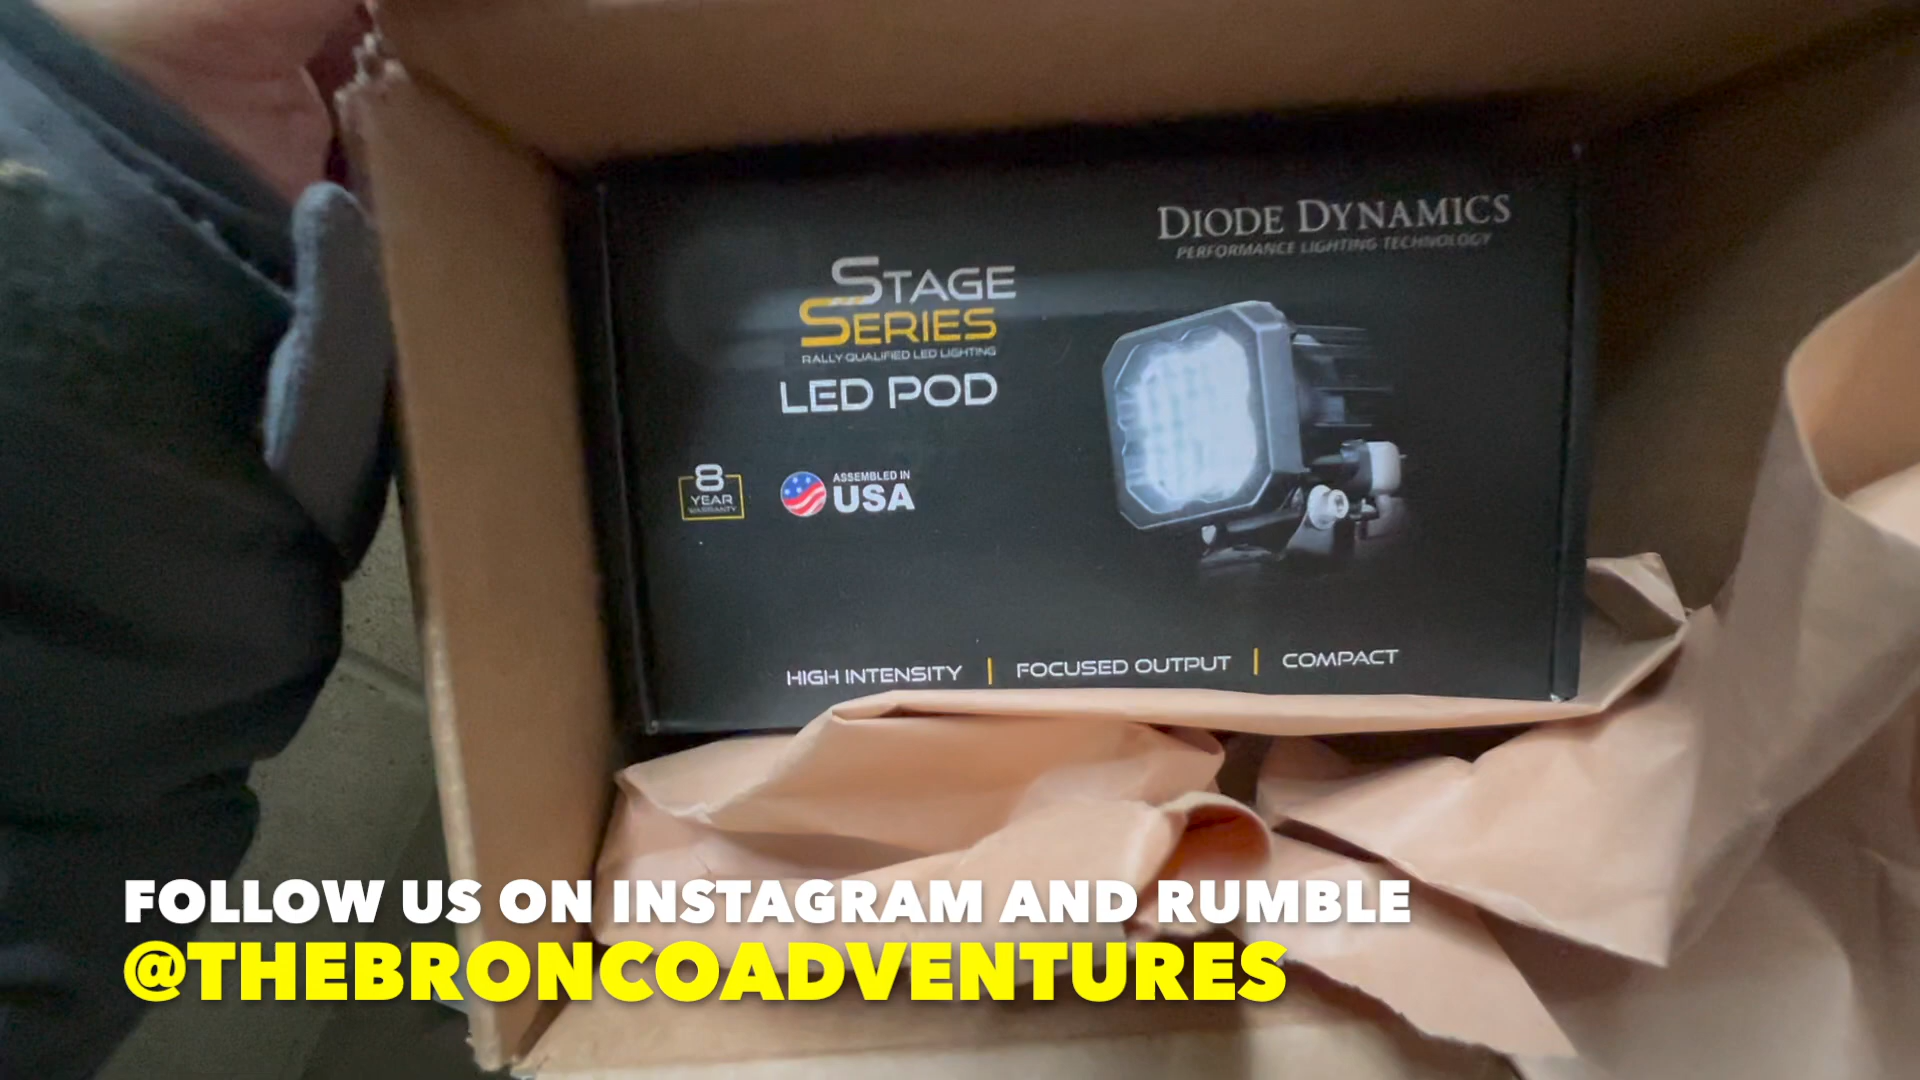 DIODE DYNAMICS
PERFORMANCE LIGHTING TECHNOLOGY
STAGE
SERIES
RALLY QUALIFIED LED LIGHTING
LED POD
8
YEAR
WARRANTY
ASSEMBLED IN
USA
HIGH INTENSITY | FOCUSED OUTPUT | COMPACT
FOLLOW US ON INSTAGRAM AND RUMBLE
@THEBRONCOADVENTURES